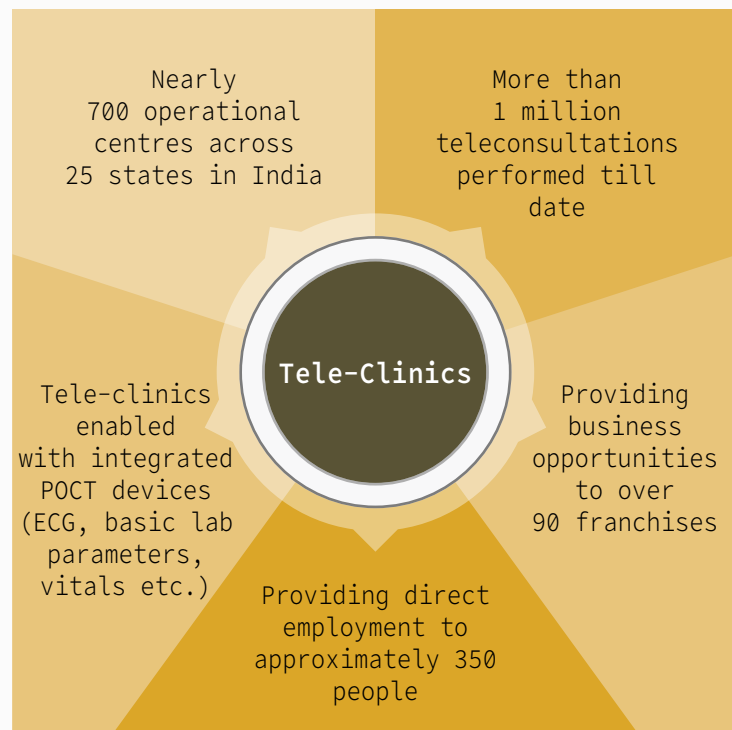 Nearly
700 operational
centres across
25 states in India
More than
1 million
teleconsultations
performed till
date
Tele-Clinics
Tele-clinics
enabled
with integrated
POCT devices
(ECG, basic lab
parameters,
vitals etc.)
Providing
business
opportunities
to over
90 franchises
Providing direct
employment to
approximately 350
people